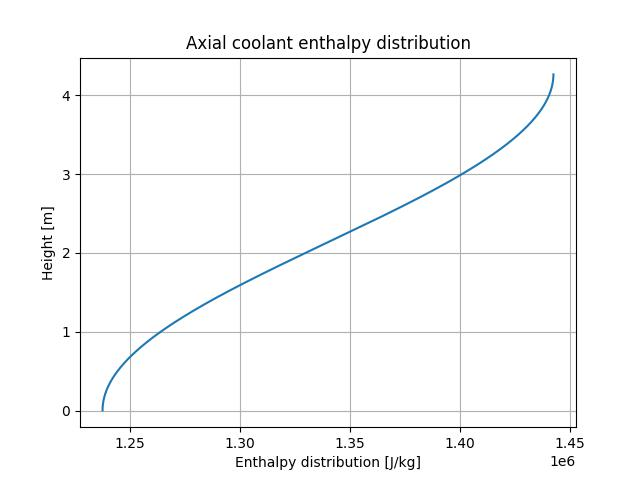 Axial coolant enthalpy distribution
Height [m]
4
3
2
1
0
1.25 1.30 1.35 1.40 1.45
1e6
Enthalpy distribution [J/kg]